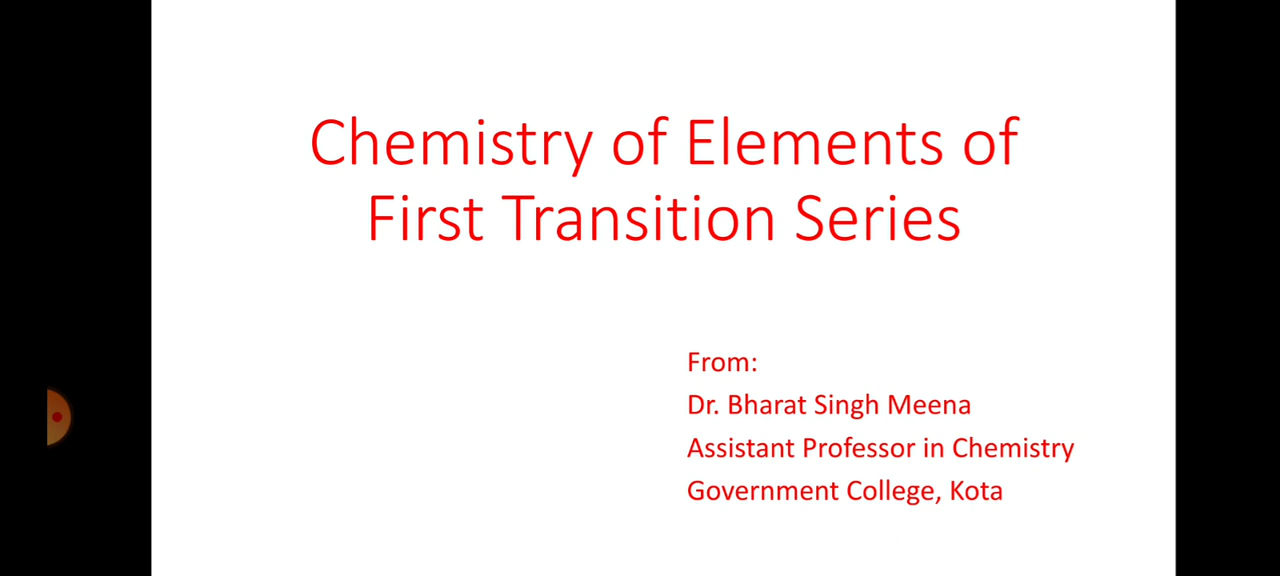 Chemistry of Elements of
First Transition Series
From:
Dr. Bharat Singh Meena
Assistant Professor in Chemistry
Government College, Kota